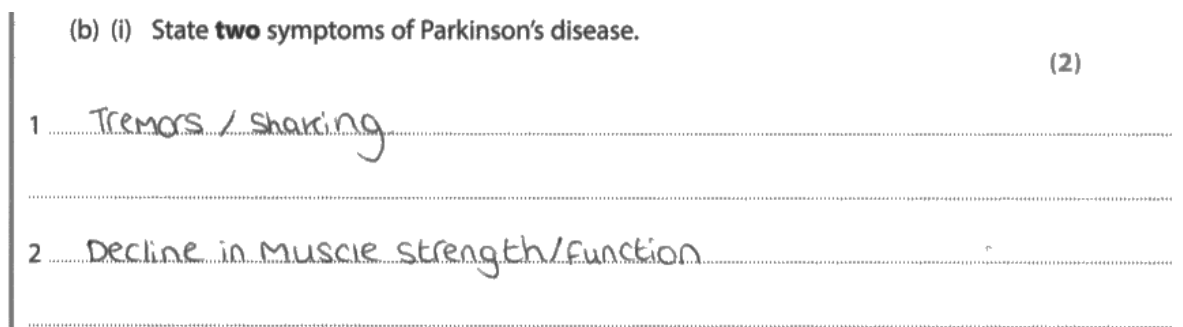 (b) (i) State two symptoms of Parkinson's disease.
(2)
1 Tremors / shaking
2 Decline in muscle strength/function